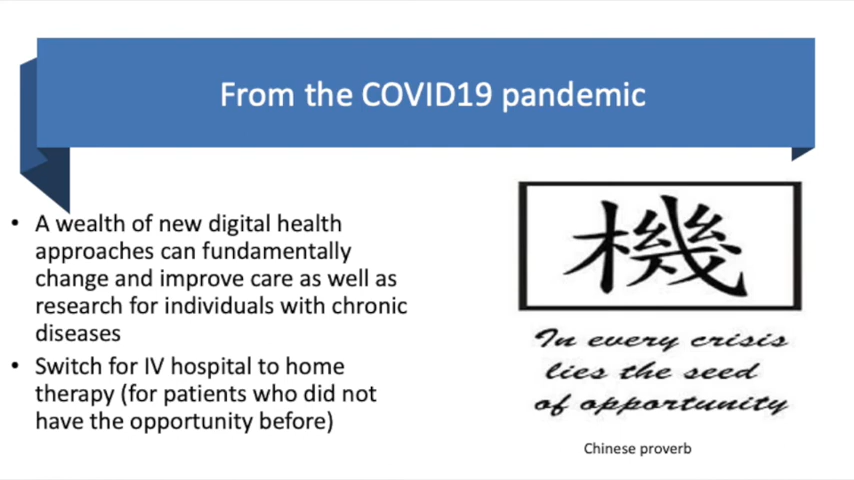 From the COVID19 pandemic
• A wealth of new digital health
approaches can fundamentally
change and improve care as well as
research for individuals with chronic
diseases
• Switch for IV hospital to home
therapy (for patients who did not
have the opportunity before)
機
In every crisis
lies the seed
of opportunity
Chinese proverb